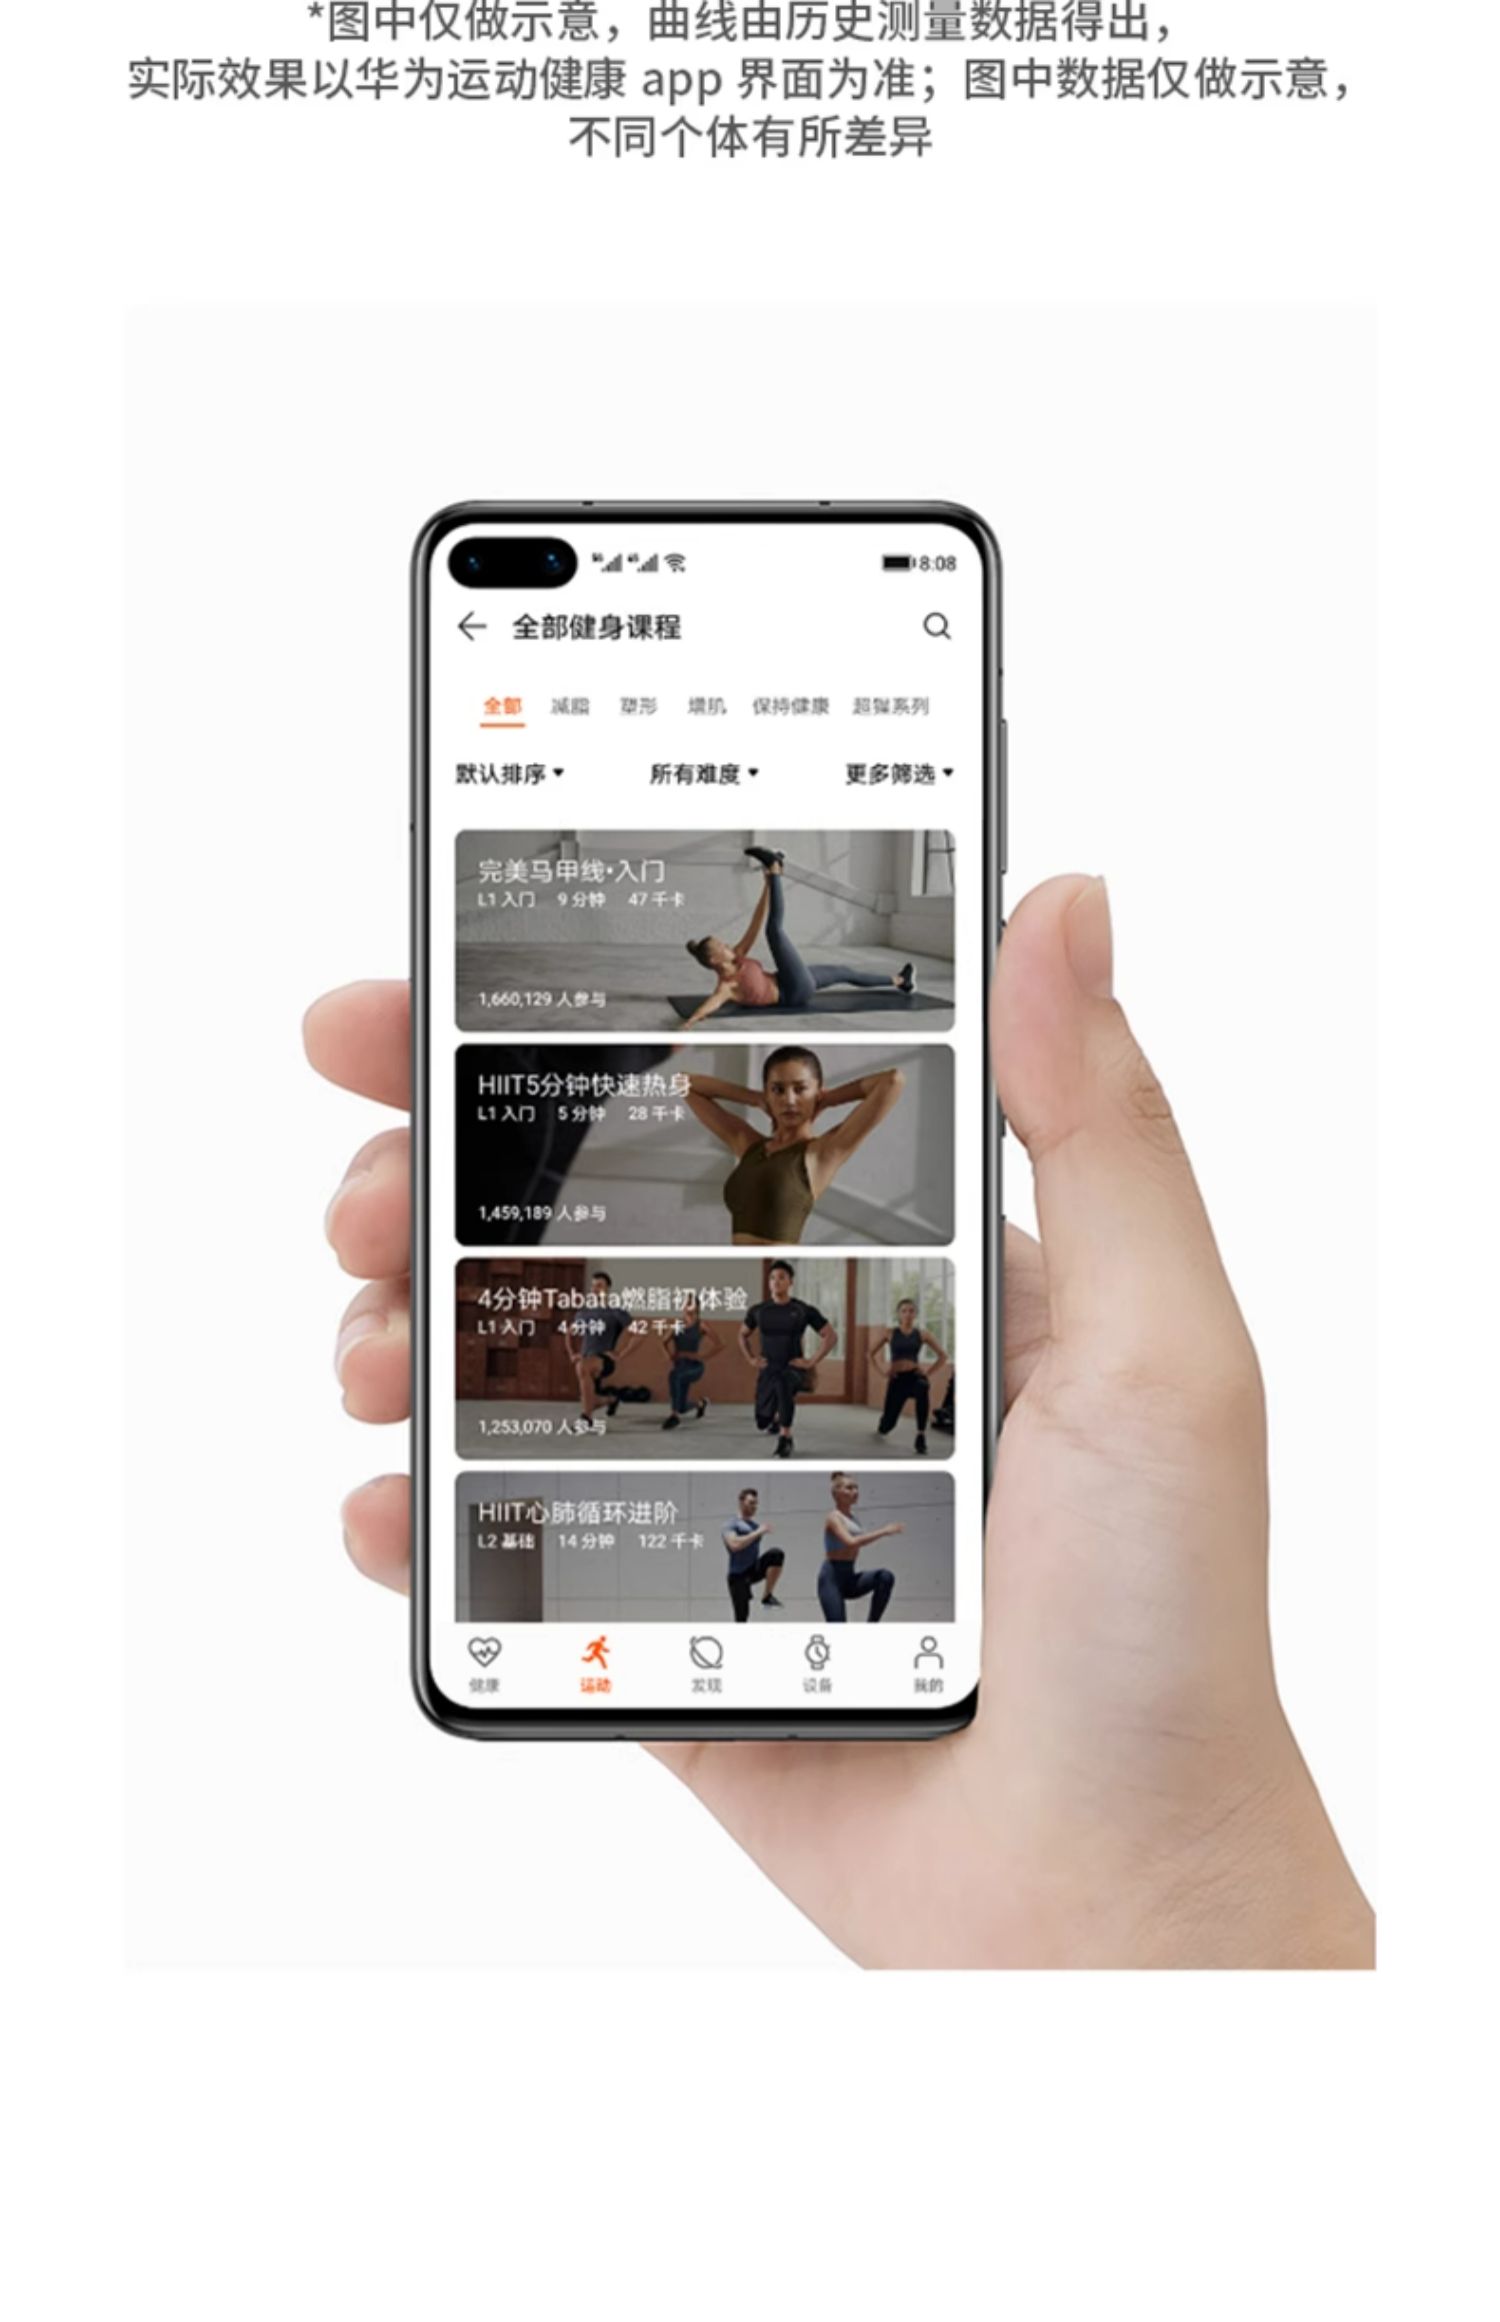 *图中仅做示意，曲线由历史测量数据得出，
实际效果以华为运动健康 app 界面为准；图中数据仅做示意，
不同个体有所差异
8:08
全部健身课程
全部 减脂 塑形 增肌 保持健康 超燃系列
默认排序 所有难度 更多筛选
完美马甲线•入门
L1 入门 9 分钟 47 千卡
1,660,129 人参与
HIIT5分钟快速热身
L1 入门 5 分钟 28 千卡
1,459,189 人参与
4分钟Tabata燃脂初体验
L1 入门 4 分钟 42 千卡
1,253,070 人参与
HIIT心肺循环进阶
L2 基础 14 分钟 122 千卡
健康 运动 发现 设备 我的